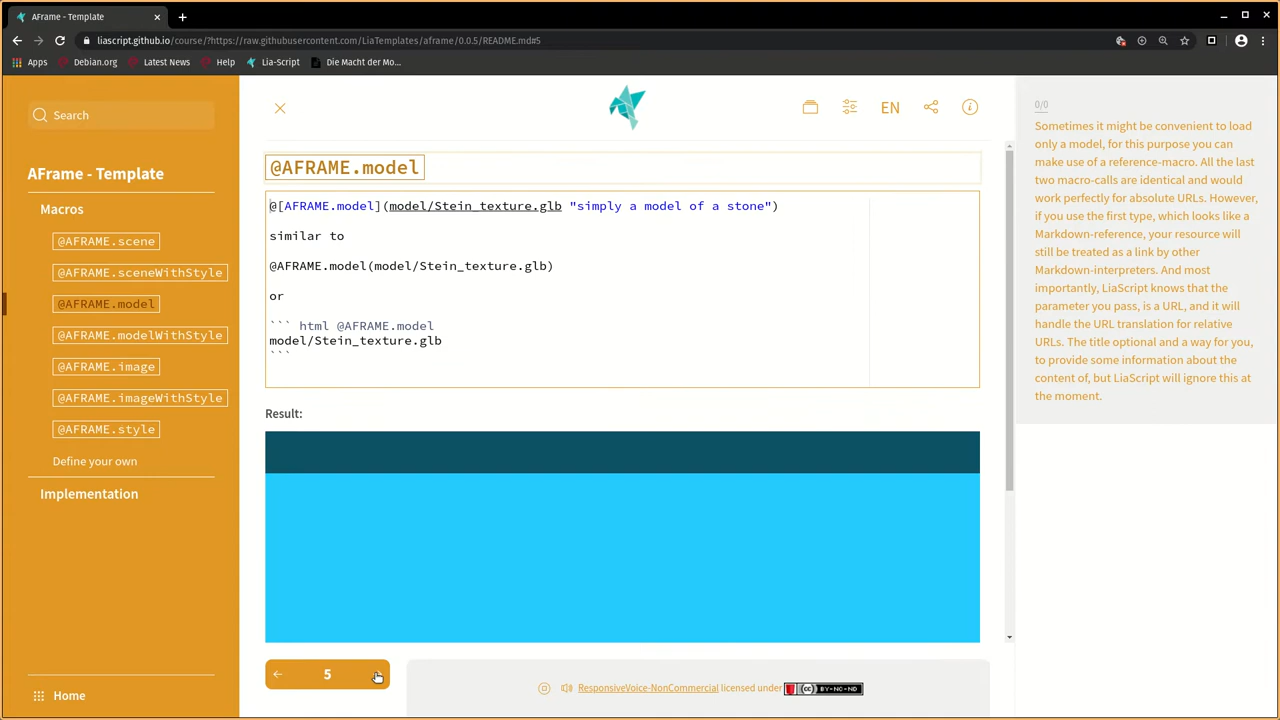 AFrame - Template
liascript.github.io/course/?https://raw.githubusercontent.com/LiaTemplates/aframe/0.0.5/README.md#5
Apps Debian.org Latest News Help Lia-Script Die Macht der Mo...
Search
AFrame - Template
Macros
@AFRAME.scene
@AFRAME.sceneWithStyle
@AFRAME.model
@AFRAME.modelWithStyle
@AFRAME.image
@AFRAME.imageWithStyle
@AFRAME.style
Define your own
Implementation
Home
EN
@AFRAME.model
@[AFRAME.model](model/Stein_texture.glb "simply a model of a stone")
similar to
@AFRAME.model(model/Stein_texture.glb)
or
``` html @AFRAME.model
model/Stein_texture.glb
```
Result:
5
ResponsiveVoice-NonCommercial licensed under
BY-NC-ND
0/0
Sometimes it might be convenient to load
only a model, for this purpose you can
make use of a reference-macro. All the last
two macro-calls are identical and would
work perfectly for absolute URLs. However,
if you use the first type, which looks like a
Markdown-reference, your resource will
still be treated as a link by other
Markdown-interpreters. And most
importantly, LiaScript knows that the
parameter you pass, is a URL, and it will
handle the URL translation for relative
URLs. The title optional and a way for you,
to provide some information about the
content of, but LiaScript will ignore this at
the moment.